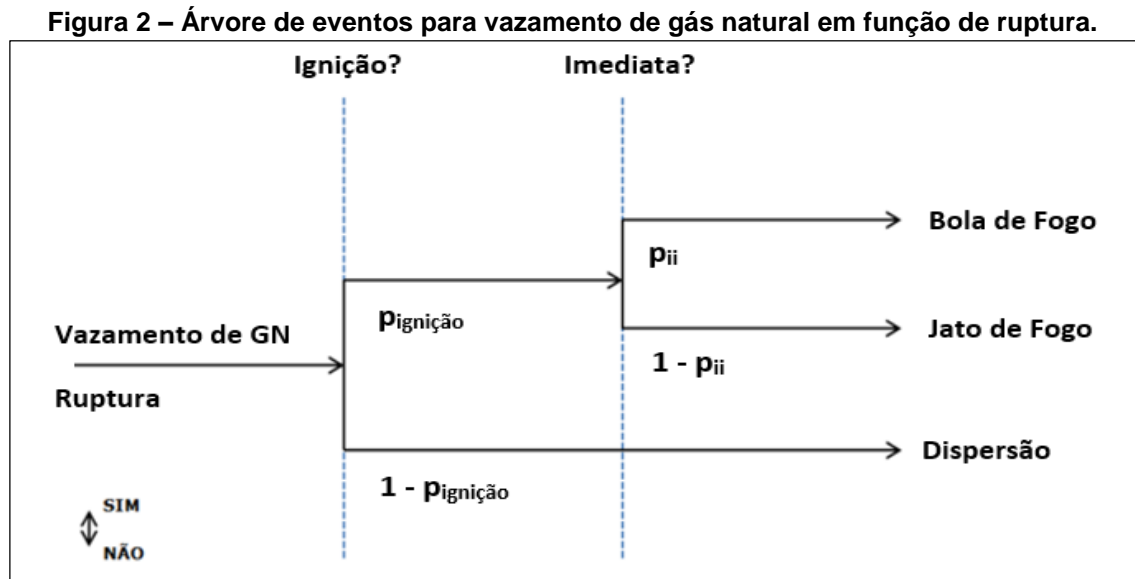 Figura 2 – Árvore de eventos para vazamento de gás natural em função de ruptura.
Ignição? Imediata?
Bola de Fogo
pii
pignição
Vazamento de GN
Jato de Fogo
1 - pii
Ruptura
Dispersão
1 - pignição
SIM
NÃO